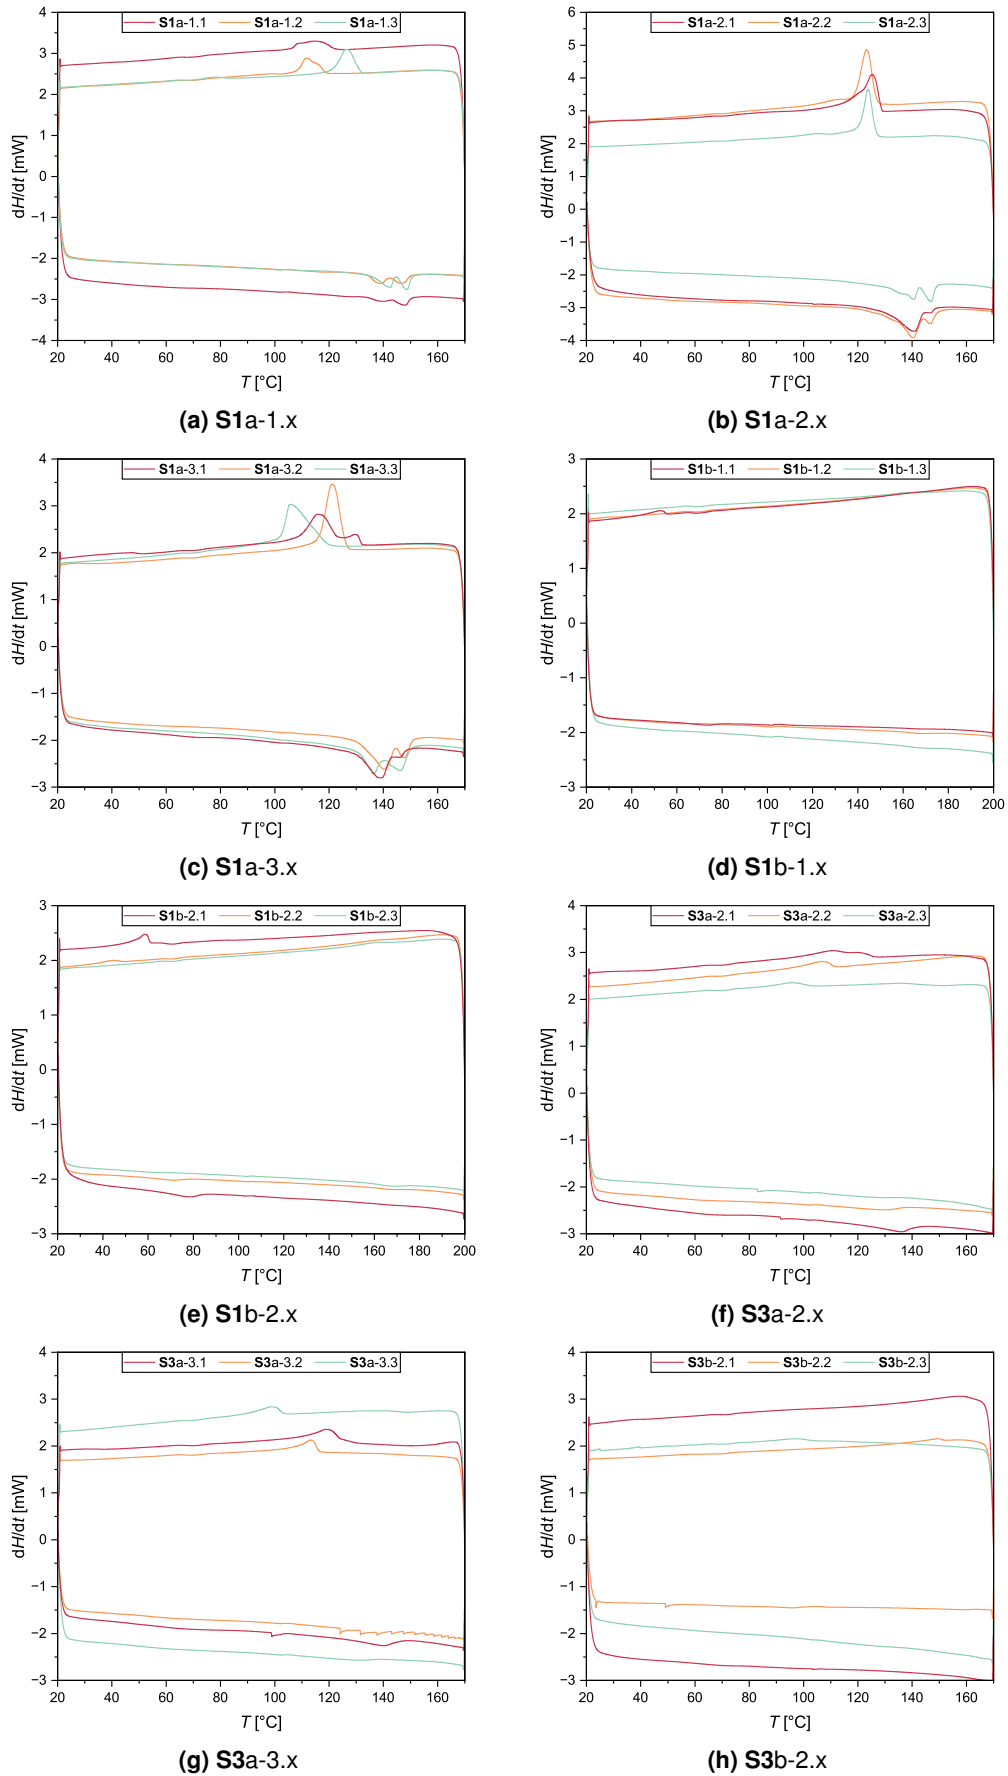 S1a-1.1 S1a-1.2 S1a-1.3
4
3
2
1
0
−1
−2
−3
−4
dH/dt [mW]
20 40 60 80 100 120 140 160
T [°C]
(a) S1a-1.x
S1a-2.1 S1a-2.2 S1a-2.3
6
5
4
3
2
1
0
−1
−2
−3
−4
dH/dt [mW]
20 40 60 80 100 120 140 160
T [°C]
(b) S1a-2.x
S1a-3.1 S1a-3.2 S1a-3.3
4
3
2
1
0
−1
−2
−3
dH/dt [mW]
20 40 60 80 100 120 140 160
T [°C]
(c) S1a-3.x
S1b-1.1 S1b-1.2 S1b-1.3
3
2
1
0
−1
−2
−3
dH/dt [mW]
20 40 60 80 100 120 140 160 180 200
T [°C]
(d) S1b-1.x
S1b-2.1 S1b-2.2 S1b-2.3
3
2
1
0
−1
−2
−3
dH/dt [mW]
20 40 60 80 100 120 140 160 180 200
T [°C]
(e) S1b-2.x
S3a-2.1 S3a-2.2 S3a-2.3
4
3
2
1
0
−1
−2
−3
dH/dt [mW]
20 40 60 80 100 120 140 160
T [°C]
(f) S3a-2.x
S3a-3.1 S3a-3.2 S3a-3.3
4
3
2
1
0
−1
−2
−3
dH/dt [mW]
20 40 60 80 100 120 140 160
T [°C]
(g) S3a-3.x
S3b-2.1 S3b-2.2 S3b-2.3
4
3
2
1
0
−1
−2
−3
dH/dt [mW]
20 40 60 80 100 120 140 160
T [°C]
(h) S3b-2.x